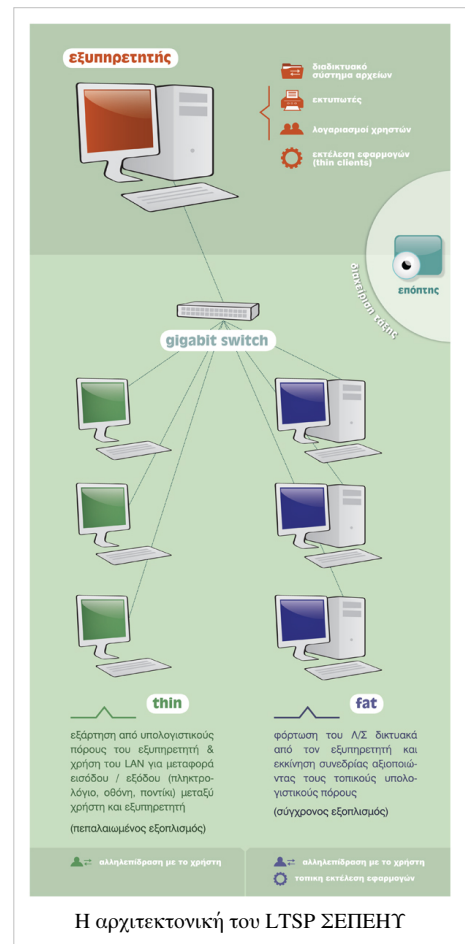 εξυπηρετητής
διαδικτυακό
σύστημα αρχείων
εκτυπωτές
λογαριασμοί χρηστών
εκτέλεση εφαρμογών
(thin clients)
επόπτης
διαχείριση τάξης
gigabit switch
thin
εξάρτηση από υπολογιστικούς
πόρους του εξυπηρετητή &
χρήση του LAN για μεταφορά
εισόδου / εξόδου (πληκτρο-
λόγιο, οθόνη, ποντίκι) μεταξύ
χρήστη και εξυπηρετητή
(πεπαλαιωμένος εξοπλισμός)
fat
φόρτωση του Λ/Σ δικτυακά
από τον εξυπηρετητή και
εκκίνηση συνεδρίας αξιοποιώ-
ντας τους τοπικούς υπολο-
γιστικούς πόρους
(σύγχρονος εξοπλισμός)
αλληλεπίδραση με το χρήστη
αλληλεπίδραση με το χρήστη
τοπικη εκτέλεση εφαρμογών
Η αρχιτεκτονική του LTSP ΣΕΠΕΗΥ